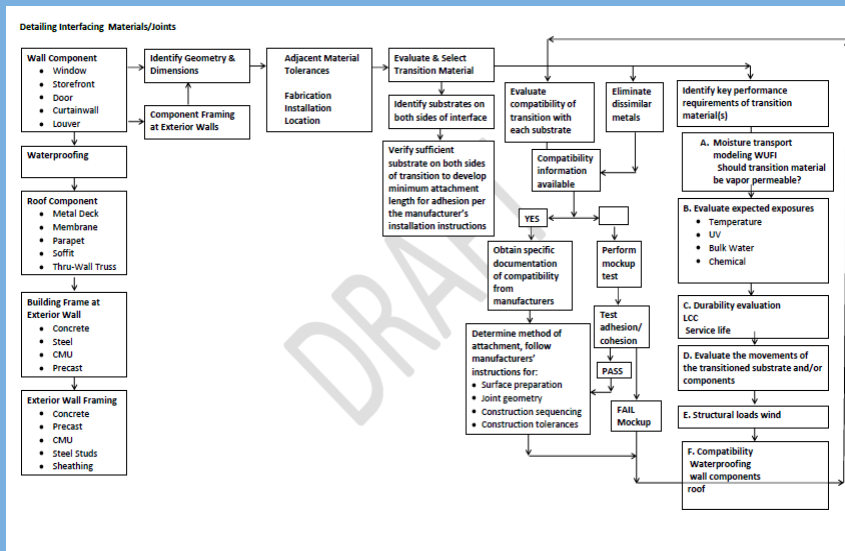 Detailing Interfacing Materials/Joints
Wall Component
• Window
• Storefront
• Door
• Curtainwall
• Louver
Waterproofing
Roof Component
• Metal Deck
• Membrane
• Parapet
• Soffit
• Thru-Wall Truss
Building Frame at
Exterior Wall
• Concrete
• Steel
• CMU
• Precast
Exterior Wall Framing
• Concrete
• Precast
• CMU
• Steel Studs
• Sheathing
Identify Geometry &
Dimensions
Component Framing
at Exterior Walls
Adjacent Material
Tolerances
Fabrication
Installation
Location
Evaluate & Select
Transition Material
Identify substrates on
both sides of interface
Verify sufficient
substrate on both sides
of transition to develop
minimum attachment
length for adhesion per
the manufacturer's
installation instructions
Evaluate
compatibility of
transition with
each substrate
Eliminate
dissimilar
metals
Compatibility
information
available
YES
Obtain specific
documentation
of compatibility
from
manufacturers
Perform
mockup
test
Test
adhesion/
cohesion
PASS
FAIL
Mockup
Determine method of
attachment, follow
manufacturers'
instructions for:
• Surface preparation
• Joint geometry
• Construction sequencing
• Construction tolerances
Identify key performance
requirements of transition
material(s)
A. Moisture transport
modeling WUFI
Should transition material
be vapor permeable?
B. Evaluate expected exposures
• Temperature
• UV
• Bulk Water
• Chemical
C. Durability evaluation
LCC
Service life
D. Evaluate the movements of
the transitioned substrate and/or
components
E. Structural loads wind
F. Compatibility
Waterproofing
wall components
roof
DRAFT